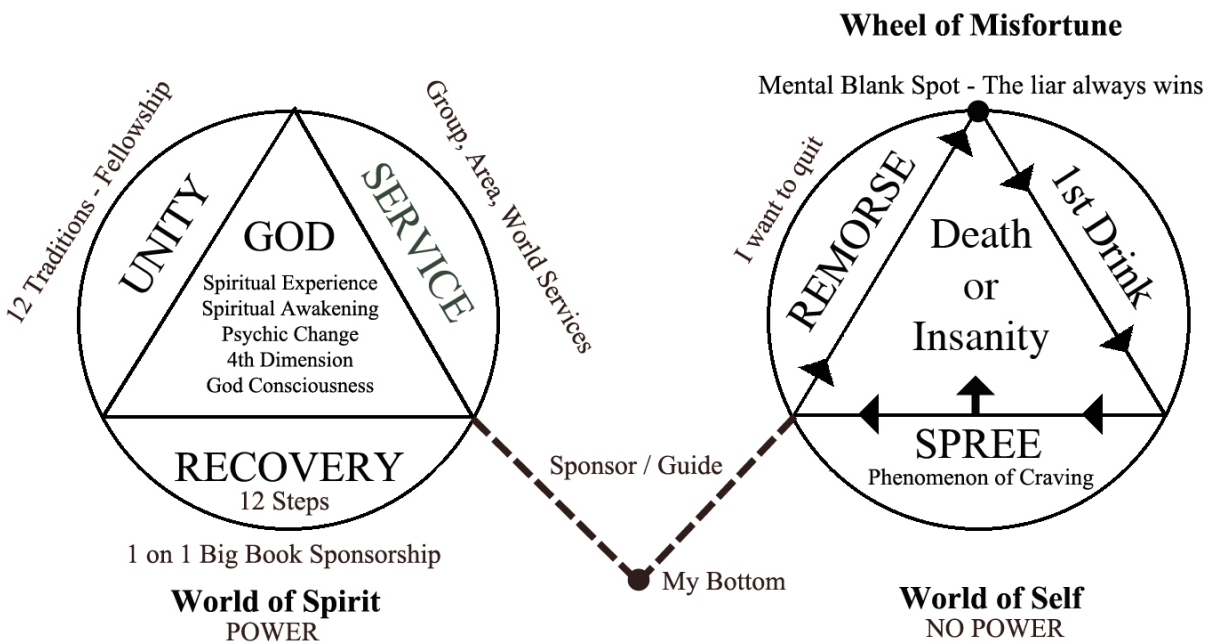 Wheel of Misfortune
Mental Blank Spot - The liar always wins
12 Traditions - Fellowship
UNITY
SERVICE
Group, Area, World Services
GOD
Spiritual Experience
Spiritual Awakening
Psychic Change
4th Dimension
God Consciousness
RECOVERY
12 Steps
1 on 1 Big Book Sponsorship
World of Spirit
POWER
Sponsor / Guide
My Bottom
I want to quit
REMORSE
1st Drink
Death
or
Insanity
SPREE
Phenomenon of Craving
World of Self
NO POWER